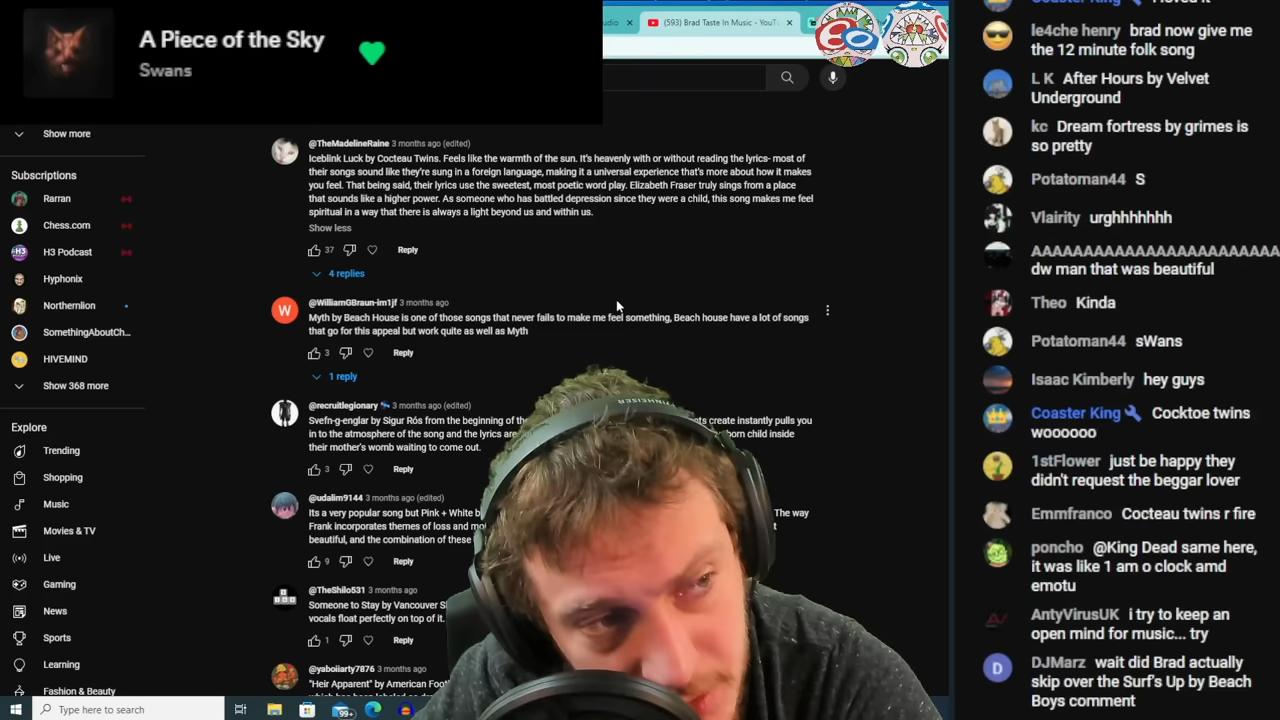 A Piece of the Sky
Swans
(593) Brad Taste In Music - YouT
Show more
Subscriptions
Rarran
Chess.com
H3 Podcast
Hyphonix
Northernlion
SomethingAboutCh...
HIVEMIND
Show 368 more
Explore
Trending
Shopping
Music
Movies & TV
Live
Gaming
News
Sports
Learning
Fashion & Beauty
@TheMadelineRaine 3 months ago (edited)
Iceblink Luck by Cocteau Twins. Feels like the warmth of the sun. It's heavenly with or without reading the lyrics- most of
their songs sound like they're sung in a foreign language, making it a universal experience that's more about how it makes
you feel. That being said, their lyrics use the sweetest, most poetic word play. Elizabeth Fraser truly sings from a place
that sounds like a higher power. As someone who has battled depression since they were a child, this song makes me feel
spiritual in a way that there is always a light beyond us and within us.
Show less
37 Reply
4 replies
W
@WilliamGBraun-im1jf 3 months ago
Myth by Beach House is one of those songs that never fails to make me feel something, Beach house have a lot of songs
that go for this appeal but work quite as well as Myth
3 Reply
1 reply
@recruitlegionary 3 months ago (edited)
Svefn-g-englar by Sigur Rós from the beginning of the ts create instantly pulls you
in to the atmosphere of the song and the lyrics are born child inside
their mother's womb waiting to come out.
3 Reply
@udalim9144 3 months ago (edited)
Its a very popular song but Pink + White b The way
Frank incorporates themes of loss and mo
beautiful, and the combination of these
9 Reply
@TheShilo531 3 months ago
Someone to Stay by Vancouver S
vocals float perfectly on top of it.
1 Reply
@yaboiiarty7876 3 months ago
"Heir Apparent" by American Foot
Type here to search
99+
Coaster King Loved it
le4che henry brad now give me
the 12 minute folk song
L K After Hours by Velvet
Underground
kc Dream fortress by grimes is
so pretty
Potatoman44 S
Vlairity urghhhhhhh
AAAAAAAAAAAAAAAAAAAAAAAA
dw man that was beautiful
Theo Kinda
Potatoman44 sWans
Isaac Kimberly hey guys
Coaster King Cocktoe twins
woooooo
1stFlower just be happy they
didn't request the beggar lover
Emmfranco Cocteau twins r fire
poncho @King Dead same here,
it was like 1 am o clock amd
emotu
AntyVirusUK i try to keep an
open mind for music... try
D
DJMarz wait did Brad actually
skip over the Surf's Up by Beach
Boys comment